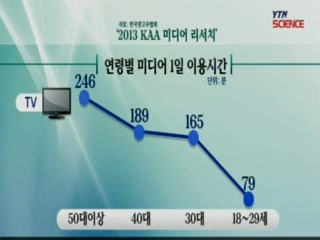 자료: 한국광고주협회
'2013 KAA 미디어 리서치'
YTN
SCIENCE
연령별 미디어 1일 이용시간
단위: 분
TV
246
189
165
79
50대이상 40대 30대 18~29세